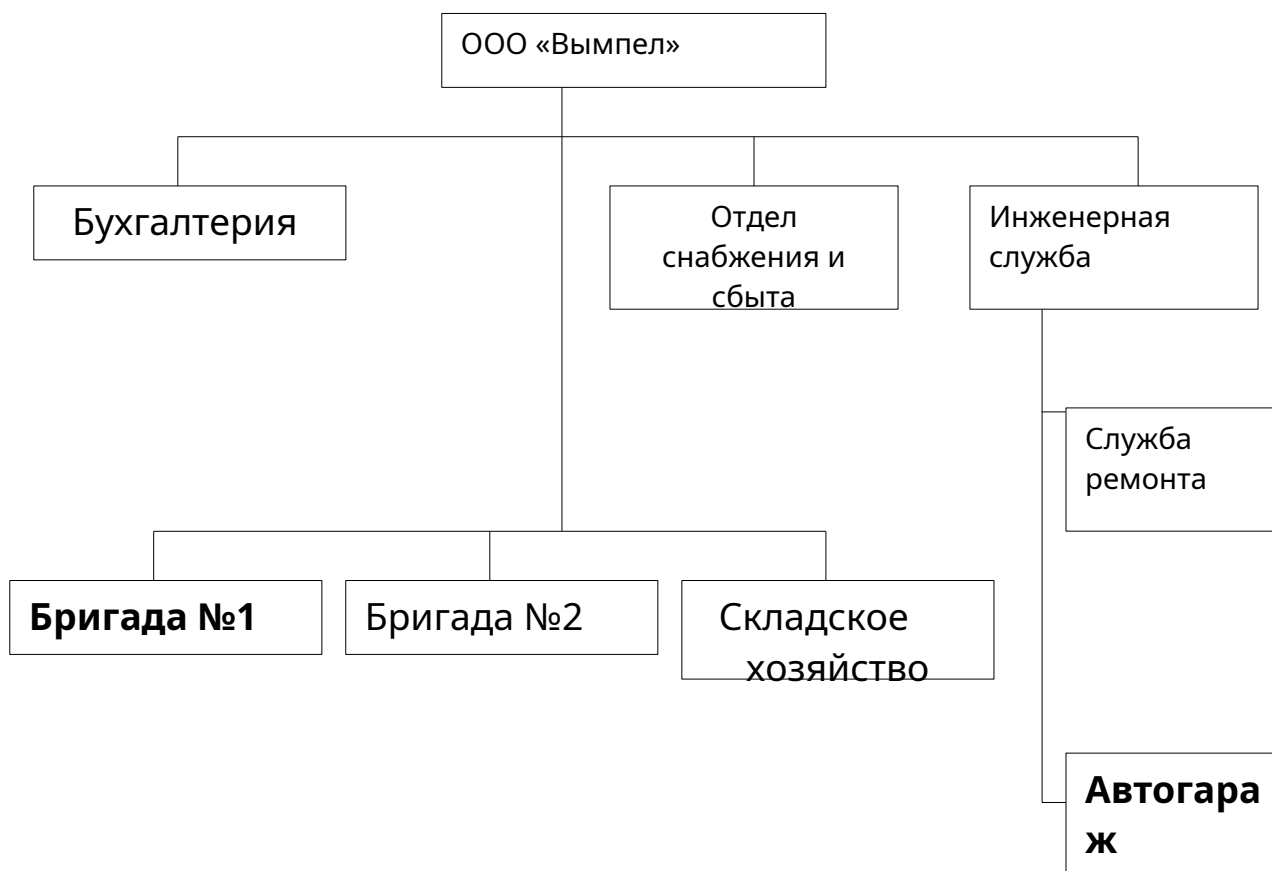 ООО «Вымпел»
Бухгалтерия
Отдел
снабжения и
сбыта
Инженерная
служба
Служба
ремонта
Бригада №1
Бригада №2
Складское
хозяйство
Автогара
ж